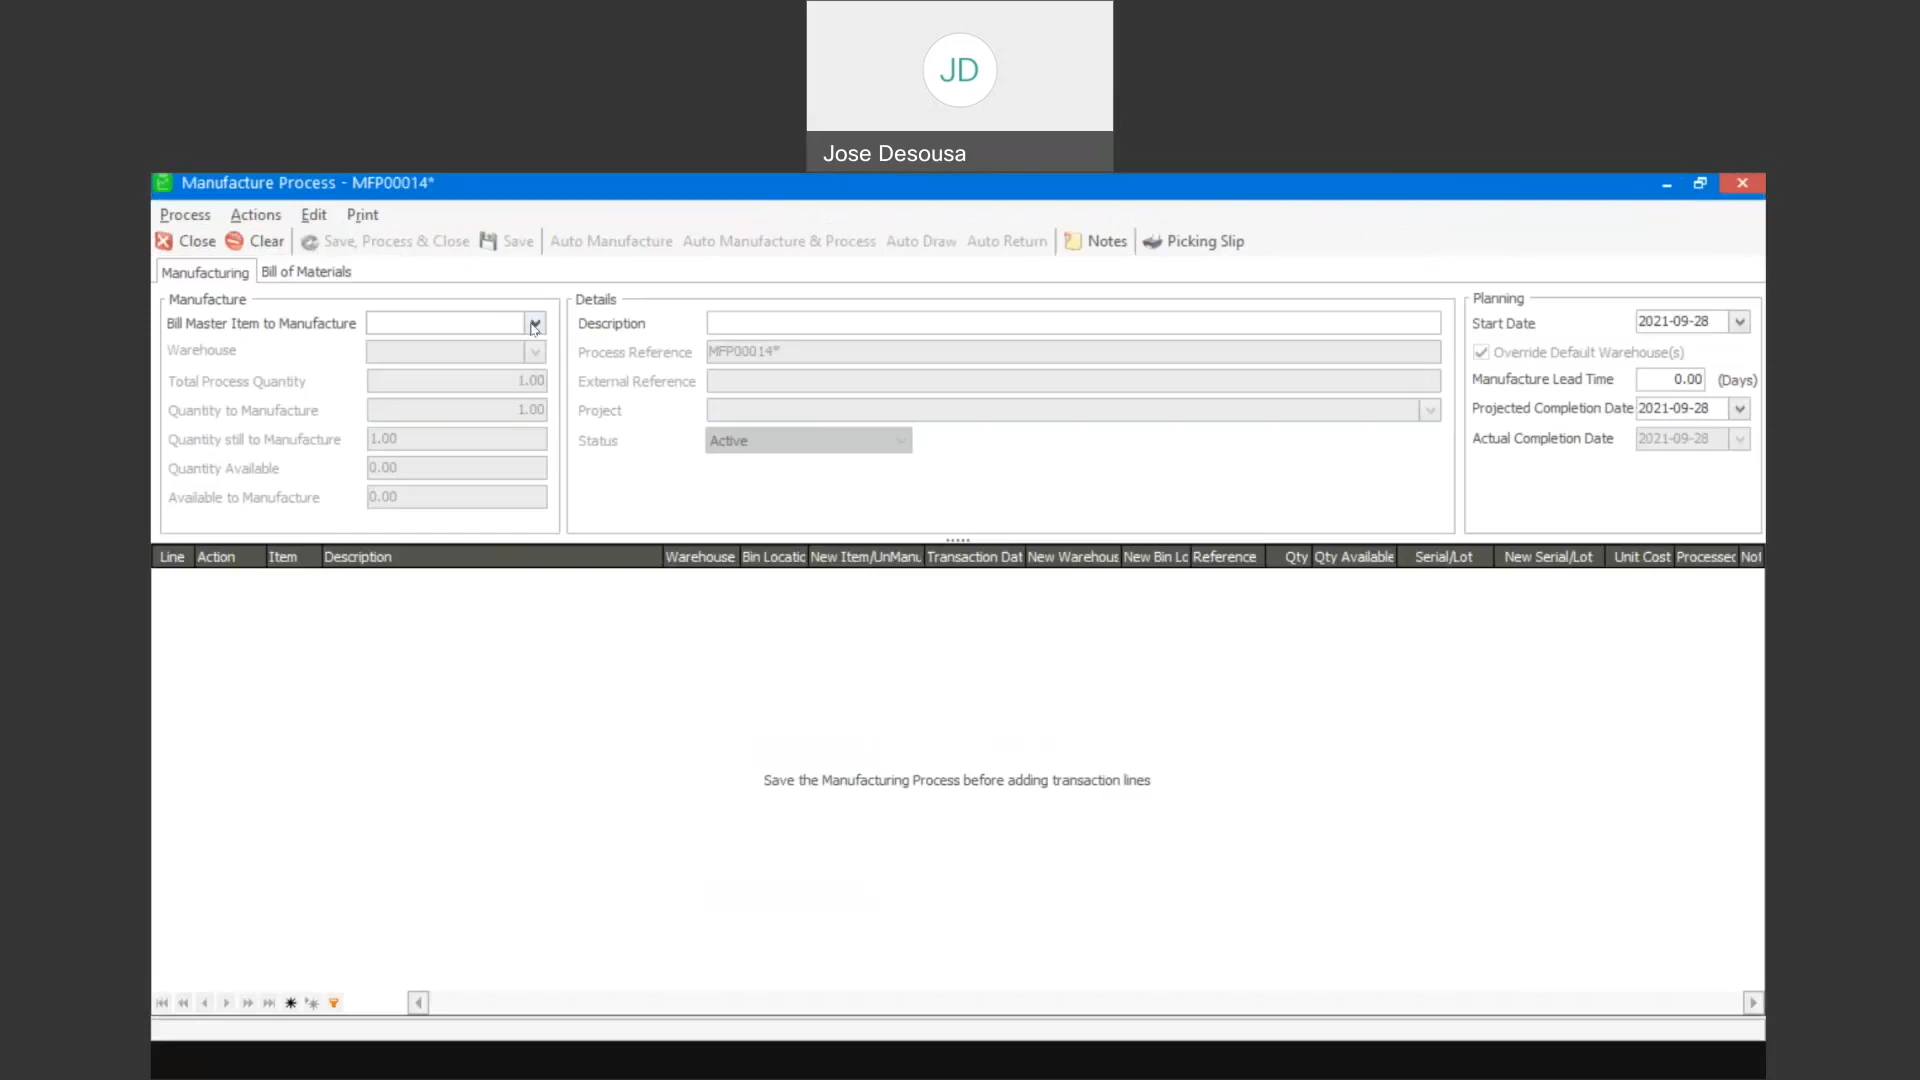 JD
Jose Desousa
Manufacture Process - MFP00014*
Process Actions Edit Print
Close Clear Save, Process & Close Save Auto Manufacture Auto Manufacture & Process Auto Draw Auto Return Notes Picking Slip
Manufacturing Bill of Materials
Manufacture
Bill Master Item to Manufacture
Warehouse
Total Process Quantity 1.00
Quantity to Manufacture 1.00
Quantity still to Manufacture 1.00
Quantity Available 0.00
Available to Manufacture 0.00
Details
Description
Process Reference MFP00014*
External Reference
Project
Status Active
Planning
Start Date 2021-09-28
Override Default Warehouse(s)
Manufacture Lead Time 0.00 (Days)
Projected Completion Date 2021-09-28
Actual Completion Date 2021-09-28
Line Action Item Description Warehouse Bin Locatic New Item/UnManu Transaction Dat New Warehous New Bin Lo Reference Qty Qty Available Serial/Lot New Serial/Lot Unit Cost Processec Not
Save the Manufacturing Process before adding transaction lines